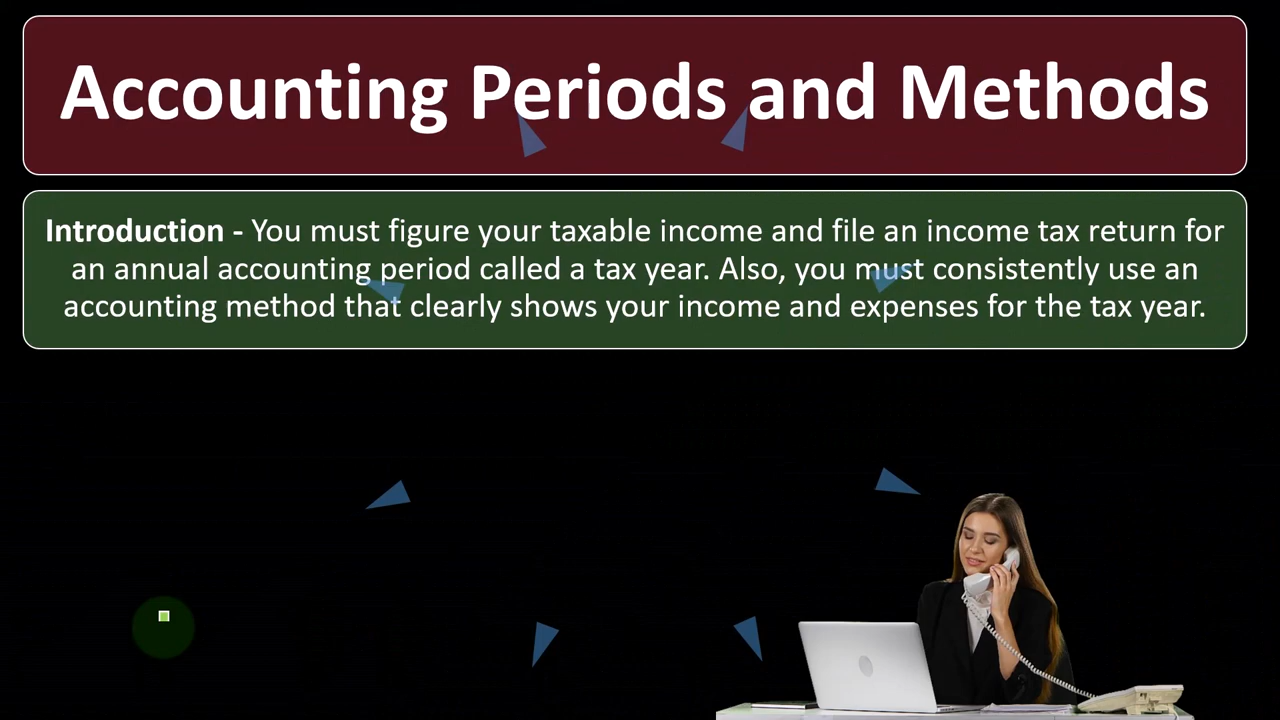 Accounting Periods and Methods
Introduction - You must figure your taxable income and file an income tax return for
an annual accounting period called a tax year. Also, you must consistently use an
accounting method that clearly shows your income and expenses for the tax year.